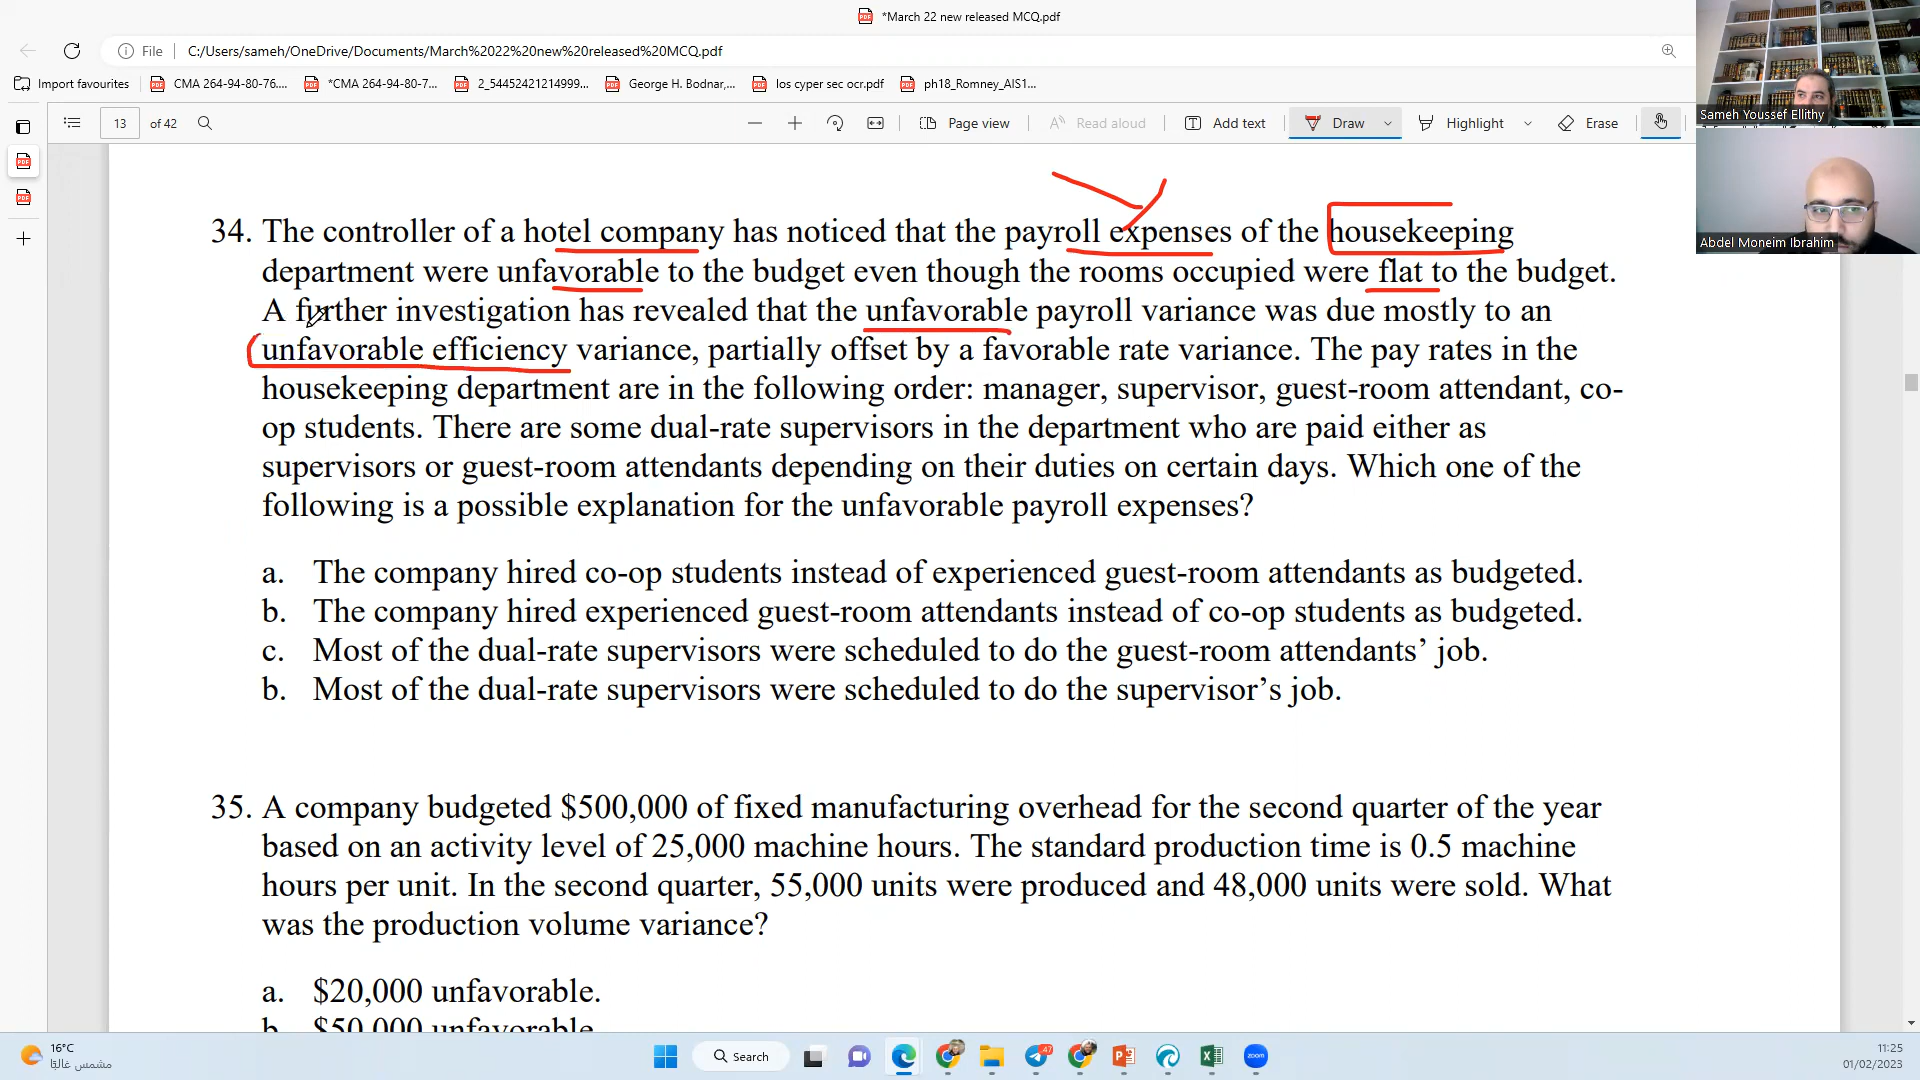 *March 22 new released MCQ.pdf
File C:/Users/sameh/OneDrive/Documents/March%2022%20new%20released%20MCQ.pdf
Import favourites CMA 264-94-80-76.... *CMA 264-94-80-7... 2_54452421214999... George H. Bodnar,... los cyper sec ocr.pdf ph18_Romney_AIS1...
13 of 42 Page view Read aloud Add text Draw Highlight Erase
Sameh Youssef Ellithy
Abdel Moneim Ibrahim
34. The controller of a hotel company has noticed that the payroll expenses of the housekeeping
department were unfavorable to the budget even though the rooms occupied were flat to the budget.
A further investigation has revealed that the unfavorable payroll variance was due mostly to an
unfavorable efficiency variance, partially offset by a favorable rate variance. The pay rates in the
housekeeping department are in the following order: manager, supervisor, guest-room attendant, co-
op students. There are some dual-rate supervisors in the department who are paid either as
supervisors or guest-room attendants depending on their duties on certain days. Which one of the
following is a possible explanation for the unfavorable payroll expenses?
a. The company hired co-op students instead of experienced guest-room attendants as budgeted.
b. The company hired experienced guest-room attendants instead of co-op students as budgeted.
c. Most of the dual-rate supervisors were scheduled to do the guest-room attendants’ job.
b. Most of the dual-rate supervisors were scheduled to do the supervisor’s job.
35. A company budgeted $500,000 of fixed manufacturing overhead for the second quarter of the year
based on an activity level of 25,000 machine hours. The standard production time is 0.5 machine
hours per unit. In the second quarter, 55,000 units were produced and 48,000 units were sold. What
was the production volume variance?
a. $20,000 unfavorable.
b. $50,000 unfavorable.
16°C
مشمس غالبًا
Search
47
zoom
11:25
01/02/2023